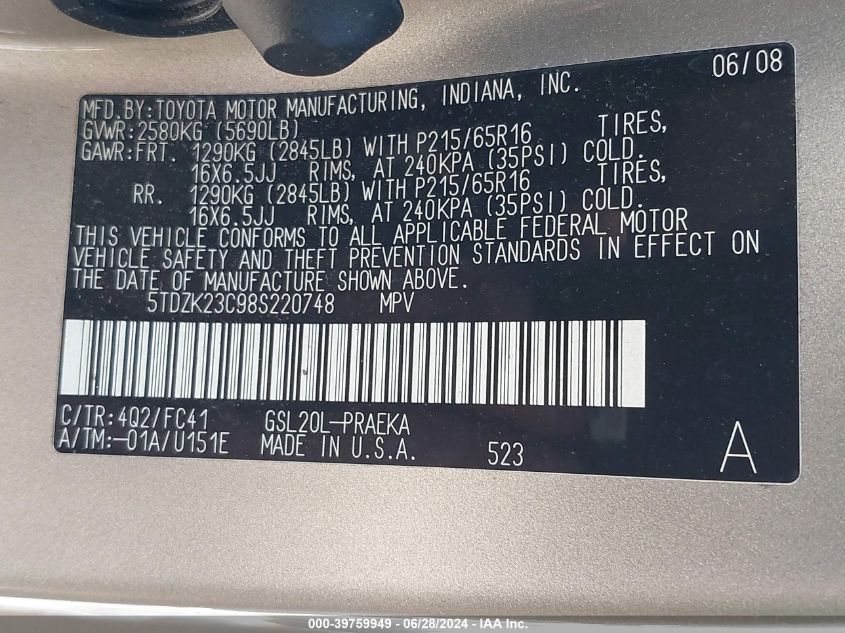 06/08
MFD.BY:TOYOTA MOTOR MANUFACTURING, INDIANA, INC.
GVWR:2580KG (5690LB)
GAWR:FRT. 1290KG (2845LB) WITH P215/65R16 TIRES,
16X6.5JJ RIMS, AT 240KPA (35PSI) COLD.
RR. 1290KG (2845LB) WITH P215/65R16 TIRES,
16X6.5JJ RIMS, AT 240KPA (35PSI) COLD.
THIS VEHICLE CONFORMS TO ALL APPLICABLE FEDERAL MOTOR
VEHICLE SAFETY AND THEFT PREVENTION STANDARDS IN EFFECT ON
THE DATE OF MANUFACTURE SHOWN ABOVE.
5TDZK23C98S220748 MPV
C/TR:4Q2/FC41 GSL20L-PRAEKA
A/TM:-01A/U151E MADE IN U.S.A. 523 A
000-39759949 - 06/28/2024 - IAA Inc.